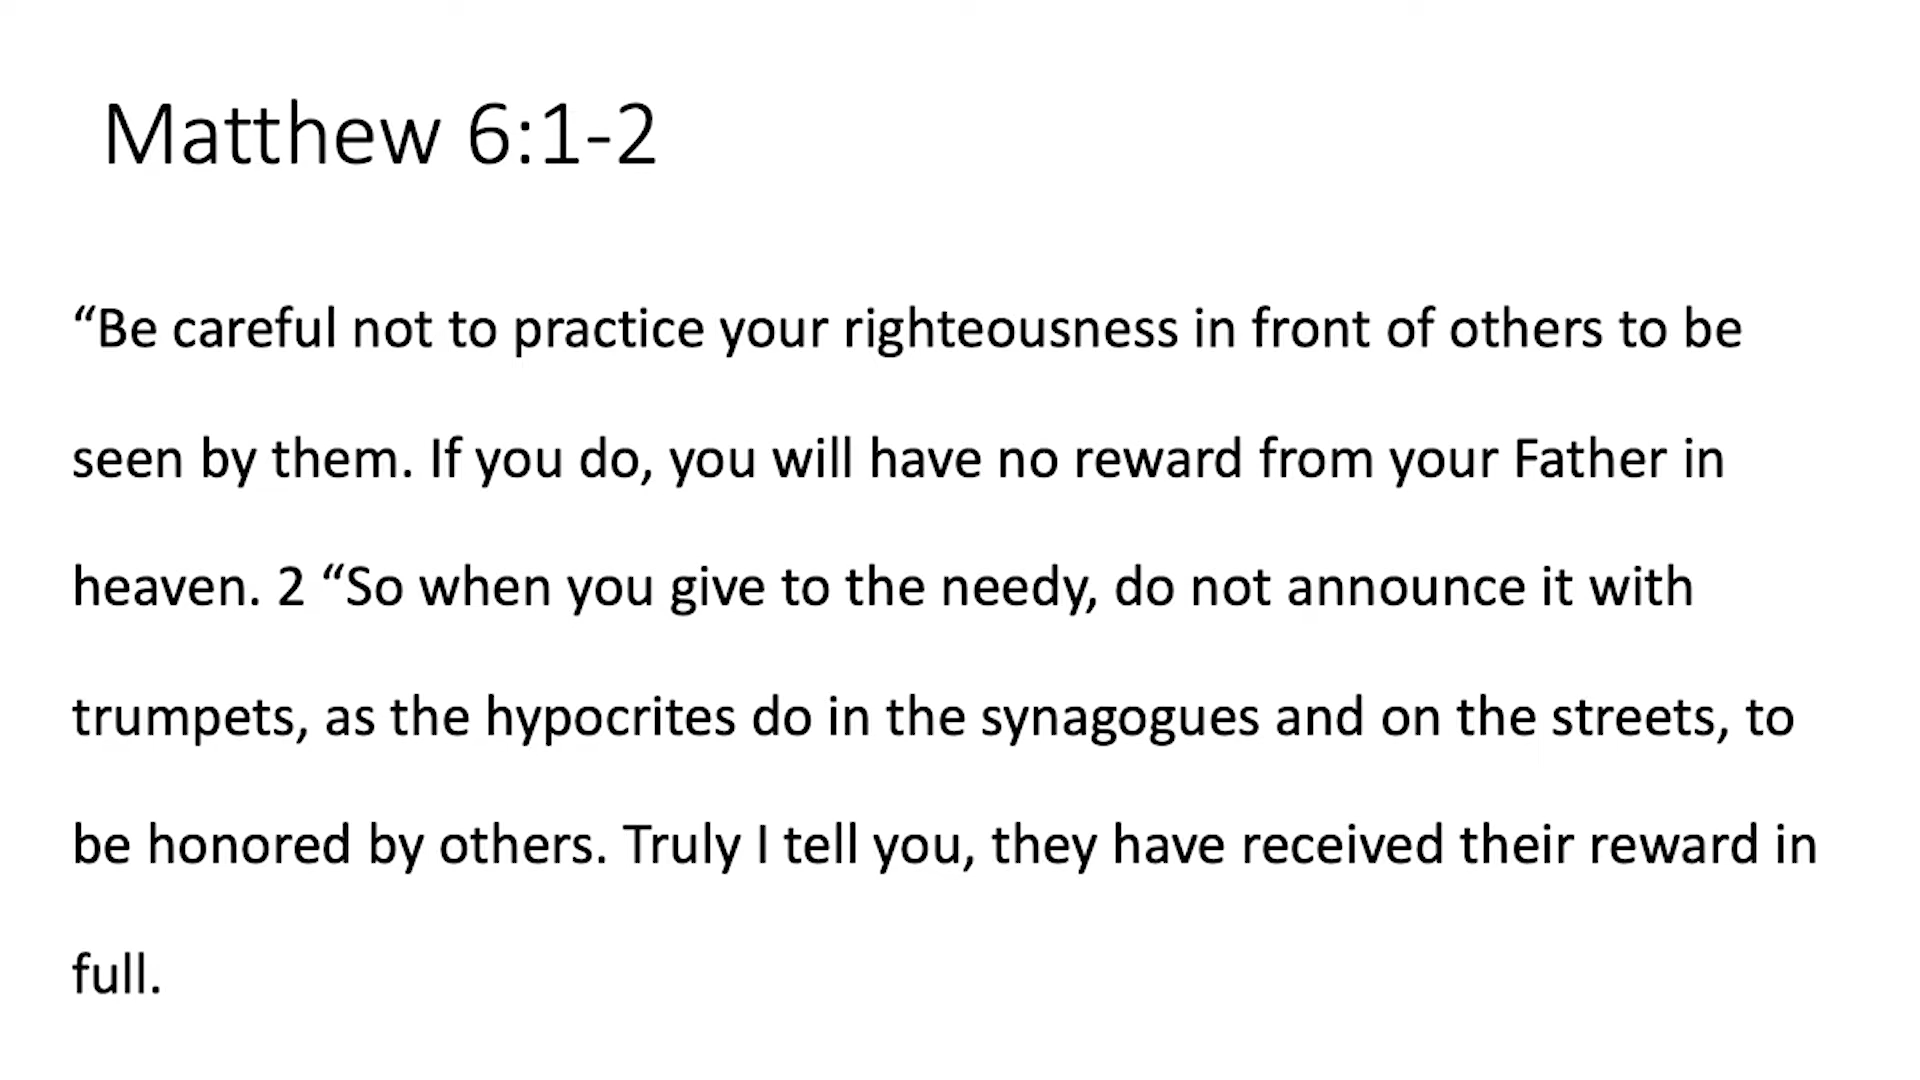 Matthew 6:1-2
“Be careful not to practice your righteousness in front of others to be
seen by them. If you do, you will have no reward from your Father in
heaven. 2 “So when you give to the needy, do not announce it with
trumpets, as the hypocrites do in the synagogues and on the streets, to
be honored by others. Truly I tell you, they have received their reward in
full.